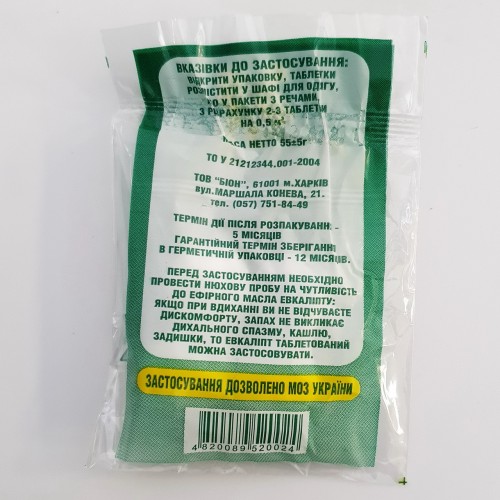 ВКАЗІВКИ ДО ЗАСТОСУВАННЯ:
ВІДКРИТИ УПАКОВКУ, ТАБЛЕТКИ
РОЗМІСТИТИ У ШАФІ ДЛЯ ОДЯГУ,
У ПАКЕТИ З РЕЧАМИ,
З РОЗРАХУНКУ 2-3 ТАБЛЕТКИ
НА 0,5 м³
МАСА НЕТТО 55±5г
ТО У 21212344.001-2004
ТОВ "БІОН", 61001 м.ХАРКІВ
вул.МАРШАЛА КОНЕВА, 21.
тел. (057) 751-84-49
ТЕРМІН ДІЇ ПІСЛЯ РОЗПАКУВАННЯ -
5 МІСЯЦІВ
ГАРАНТІЙНИЙ ТЕРМІН ЗБЕРІГАННЯ
В ГЕРМЕТИЧНІЙ УПАКОВЦІ - 12 МІСЯЦІВ.
ПЕРЕД ЗАСТОСУВАННЯМ НЕОБХІДНО
ПРОВЕСТИ НЮХОВУ ПРОБУ НА ЧУТЛИВІСТЬ
ДО ЕФІРНОГО МАСЛА ЕВКАЛІПТУ:
ЯКЩО ПРИ ВДИХАННІ ВИ НЕ ВІДЧУВАЄТЕ
ДИСКОМФОРТУ, ЗАПАХ НЕ ВИКЛИКАЄ
ДИХАЛЬНОГО СПАЗМУ, КАШЛЮ,
ЗАДИШКИ, ТО ЕВКАЛІПТ ТАБЛЕТОВАНИЙ
МОЖНА ЗАСТОСОВУВАТИ.
ЗАСТОСУВАННЯ ДОЗВОЛЕНО МОЗ УКРАЇНИ
4 820089 520024